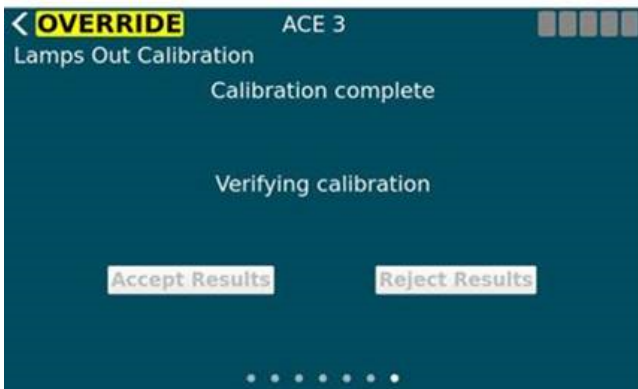 OVERRIDE ACE 3
Lamps Out Calibration
Calibration complete
Verifying calibration
Accept Results Reject Results